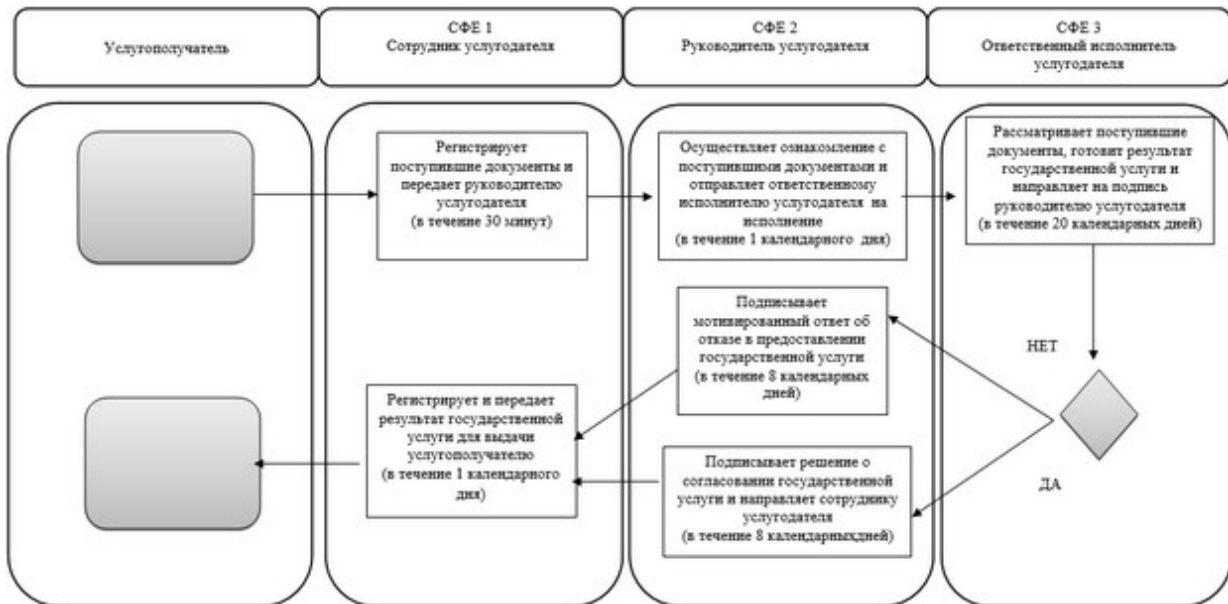 Услугополучатель
СФЕ 1
Сотрудник услугодателя
СФЕ 2
Руководитель услугодателя
СФЕ 3
Ответственный исполнитель
услугодателя
Регистрирует
поступившие документы и
передает руководителю
услугодателя
(в течение 30 минут)
Осуществляет ознакомление с
поступившими документами и
отправляет ответственному
исполнителю услугодателя на
исполнение
(в течение 1 календарного дня)
Рассматривает поступившие
документы, готовит результат
государственной услуги и
направляет на подпись
руководителю услугодателя
(в течение 20 календарных дней)
Подписывает
мотивированный ответ об
отказе в предоставлении
государственной услуги
(в течение 8 календарных
дней)
НЕТ
Регистрирует и передает
результат государственной
услуги для выдачи
услугополучателю
(в течение 1 календарного
дня)
Подписывает решение о
согласовании государственной
услуги и направляет сотруднику
услугодателя
(в течение 8 календарныхдней)
ДА